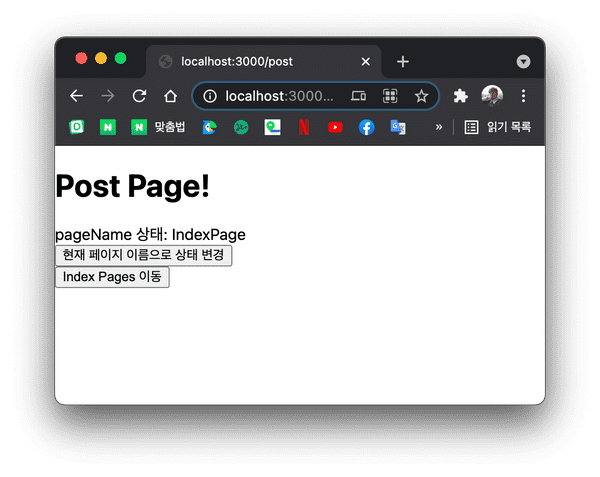 localhost:3000/post
localhost:3000...
맞춤법
»
읽기 목록
Post Page!
pageName 상태: IndexPage
현재 페이지 이름으로 상태 변경
Index Pages 이동